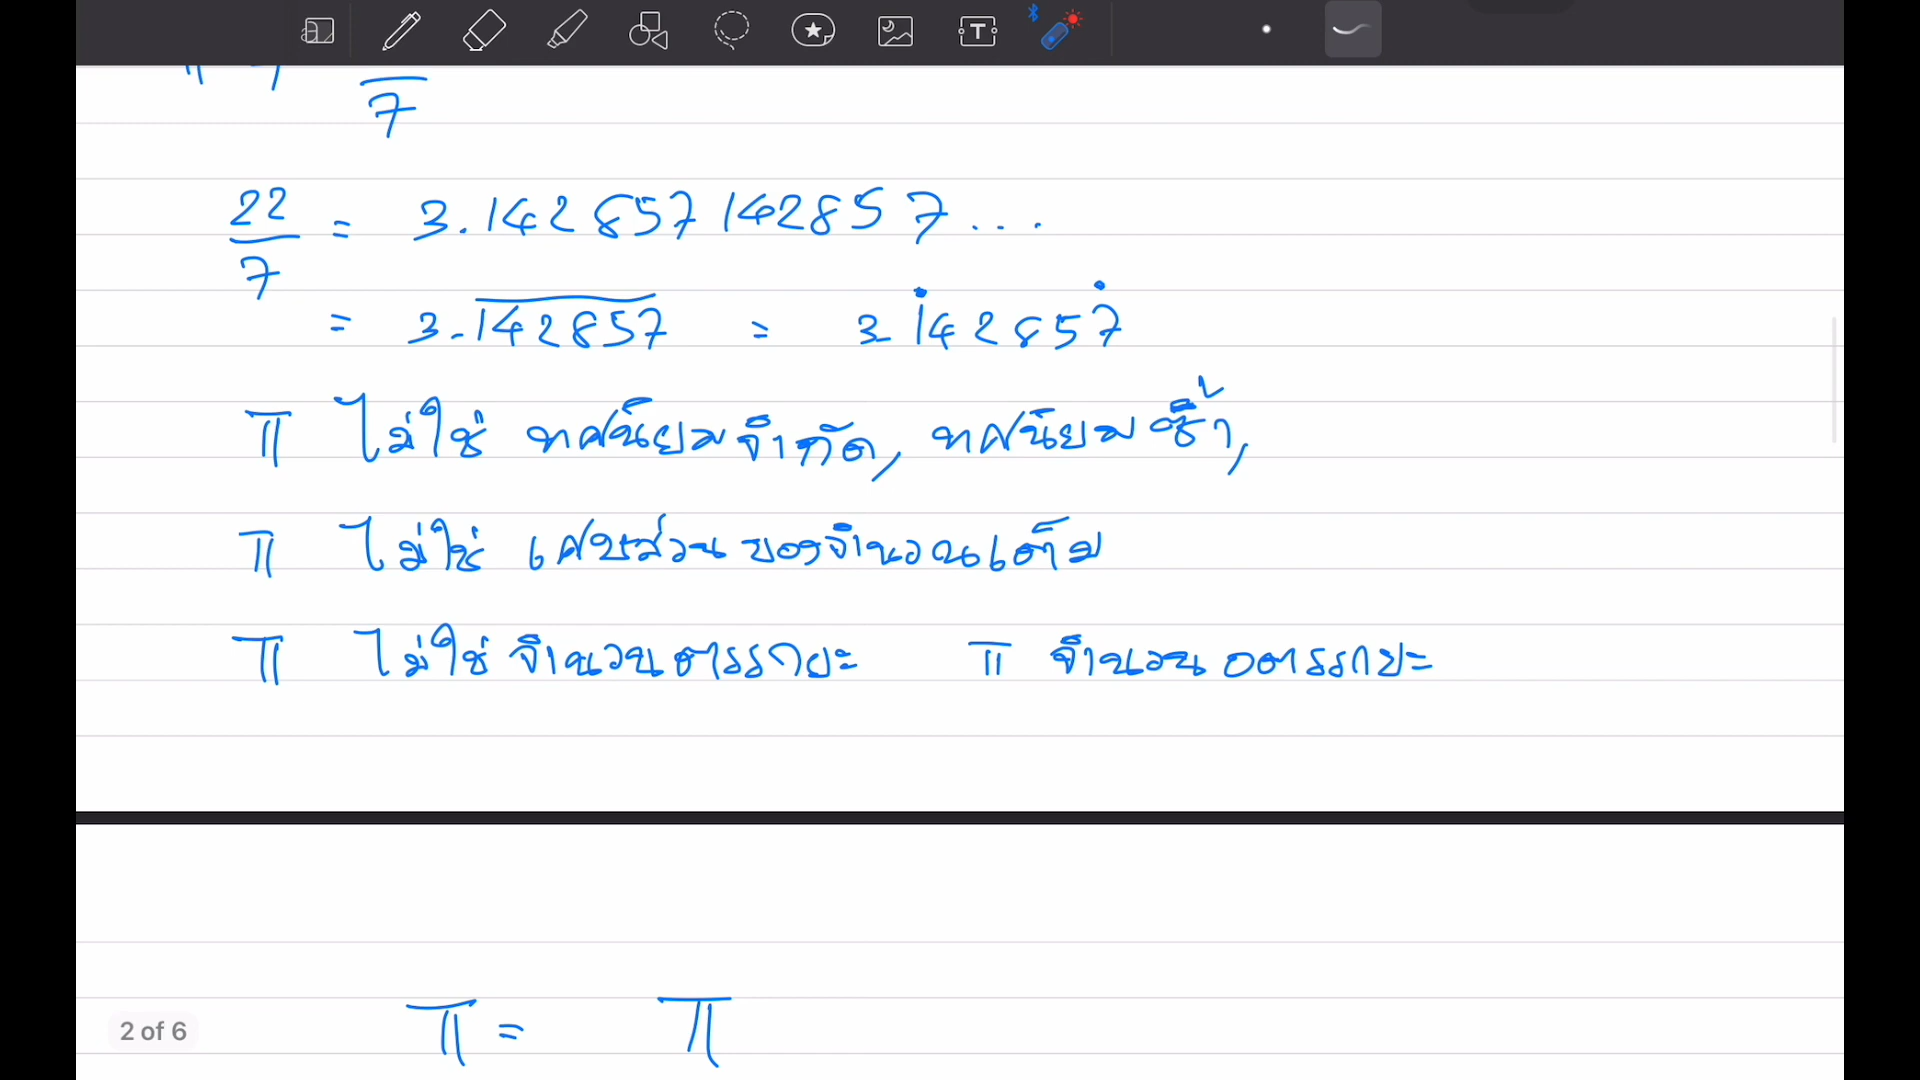 7
22/7 = 3.142857142857...
= 3.142857 = 3.142857
π ไม่ใช่ ทศนิยมจำกัด, ทศนิยมซ้ำ,
π ไม่ใช่ เศษส่วนของจำนวนเต็ม
π ไม่ใช่ จำนวนตรรกยะ π จำนวนอตรรกยะ
π = π
2 of 6